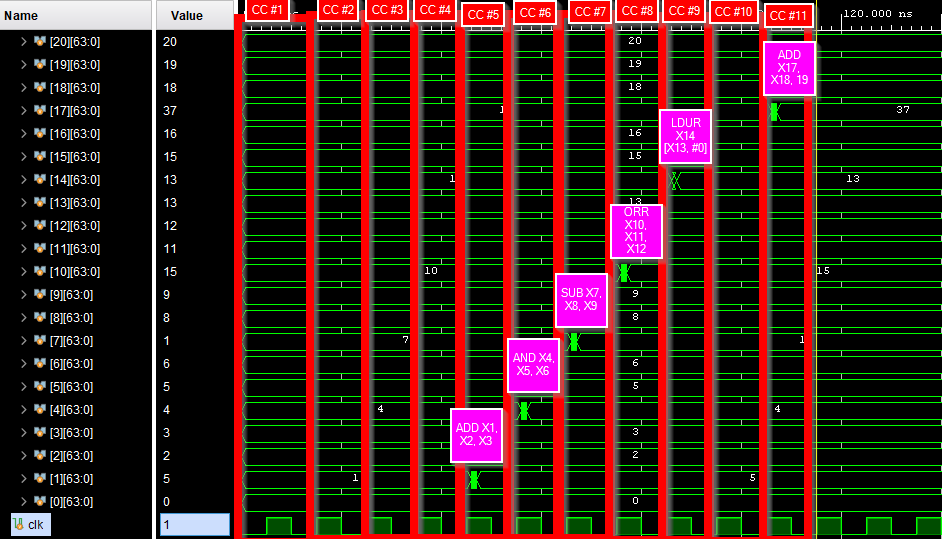 Name
Value
CC #1
CC #2
CC #3
CC #4
CC #5
CC #6
CC #7
CC #8
CC #9
CC #10
CC #11
120.000 ns
[20][63:0] 20 20
[19][63:0] 19 19
[18][63:0] 18 18
[17][63:0] 37 37
[16][63:0] 16 16
[15][63:0] 15 15
[14][63:0] 13 1 13
[13][63:0] 13 13
[12][63:0] 12
[11][63:0] 11
[10][63:0] 15 10 15
[9][63:0] 9 9
[8][63:0] 8 8
[7][63:0] 1 7 1
[6][63:0] 6 6
[5][63:0] 5 5
[4][63:0] 4 4 4
[3][63:0] 3 3
[2][63:0] 2 2
[1][63:0] 5 1 5
[0][63:0] 0 0
clk 1
ADD
X17,
X18, 19
LDUR
X14
[X13, #0]
ORR
X10,
X11,
X12
SUB X7,
X8, X9
AND X4,
X5, X6
ADD X1,
X2, X3